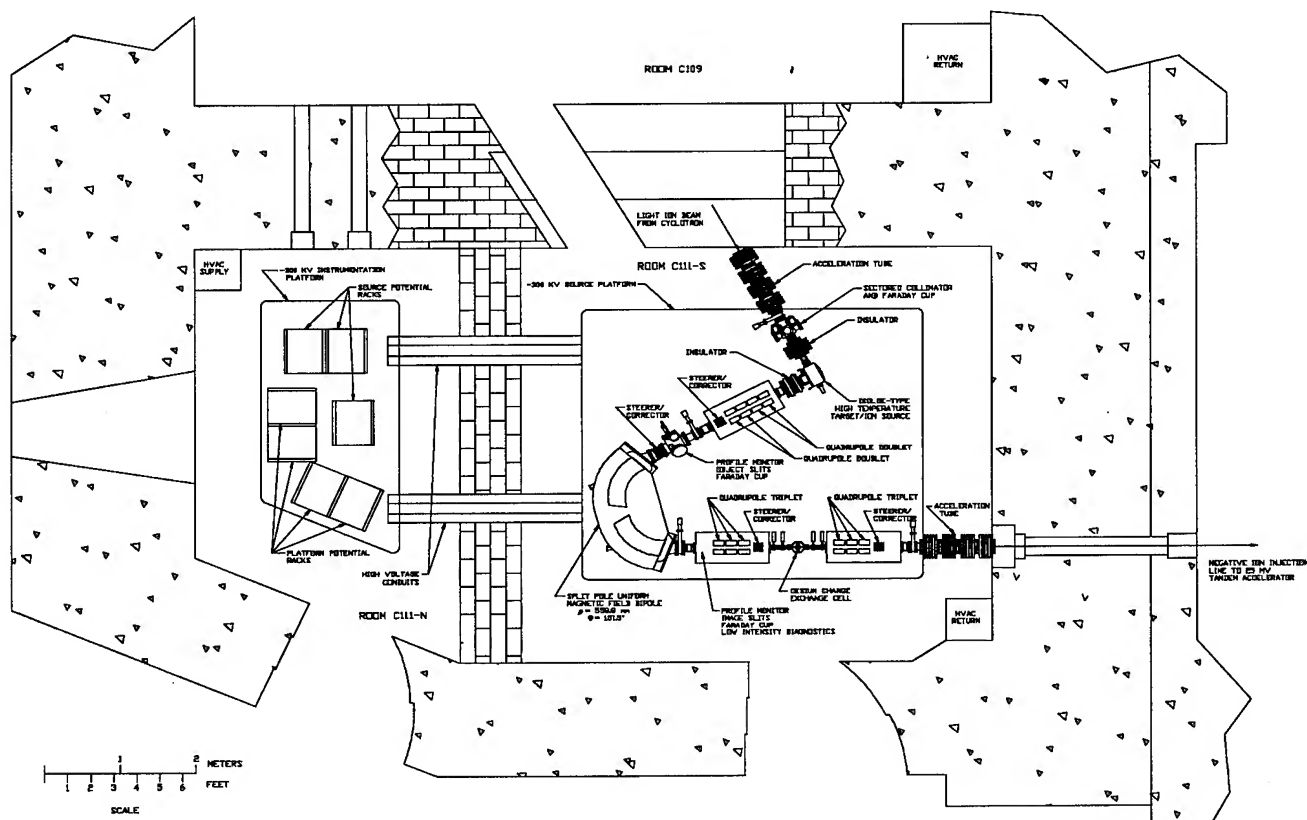 ROOM C109
HVAC
RETURN
LIGHT ION BEAM
FROM CYCLOTRON
HVAC
SUPPLY
ROOM C111-S
ACCELERATION TUBE
-300 KV INSTRUMENTATION
PLATFORM
SOURCE POTENTIAL
RACKS
-300 KV SOURCE PLATFORM
SECTORED COLLIMATOR
AND FARADAY CUP
INSULATOR
INSULATOR
STEERER/
CORRECTOR
STEERER/
CORRECTOR
ISOLDE-TYPE
HIGH TEMPERATURE
TARGET/ION SOURCE
QUADRUPOLE DOUBLET
QUADRUPOLE DOUBLET
PROFILE MONITOR
OBJECT SLITS
FARADAY CUP
QUADRUPOLE TRIPLET
STEERER/
CORRECTOR
QUADRUPOLE TRIPLET
STEERER/
CORRECTOR
ACCELERATION
TUBE
PLATFORM POTENTIAL
RACKS
HIGH VOLTAGE
CONDUITS
NEGATIVE ION INJECTION
LINE TO 25 MV
TANDEM ACCELERATOR
CESIUM CHARGE
EXCHANGE CELL
SPLIT POLE UNIFORM
MAGNETIC FIELD DIPOLE
ROOM C111-N
PROFILE MONITOR
IMAGE SLITS
FARADAY CUP
LOW INTENSITY DIAGNOSTICS
HVAC
RETURN
1 2 METERS
1 2 3 4 5 6 FEET
SCALE